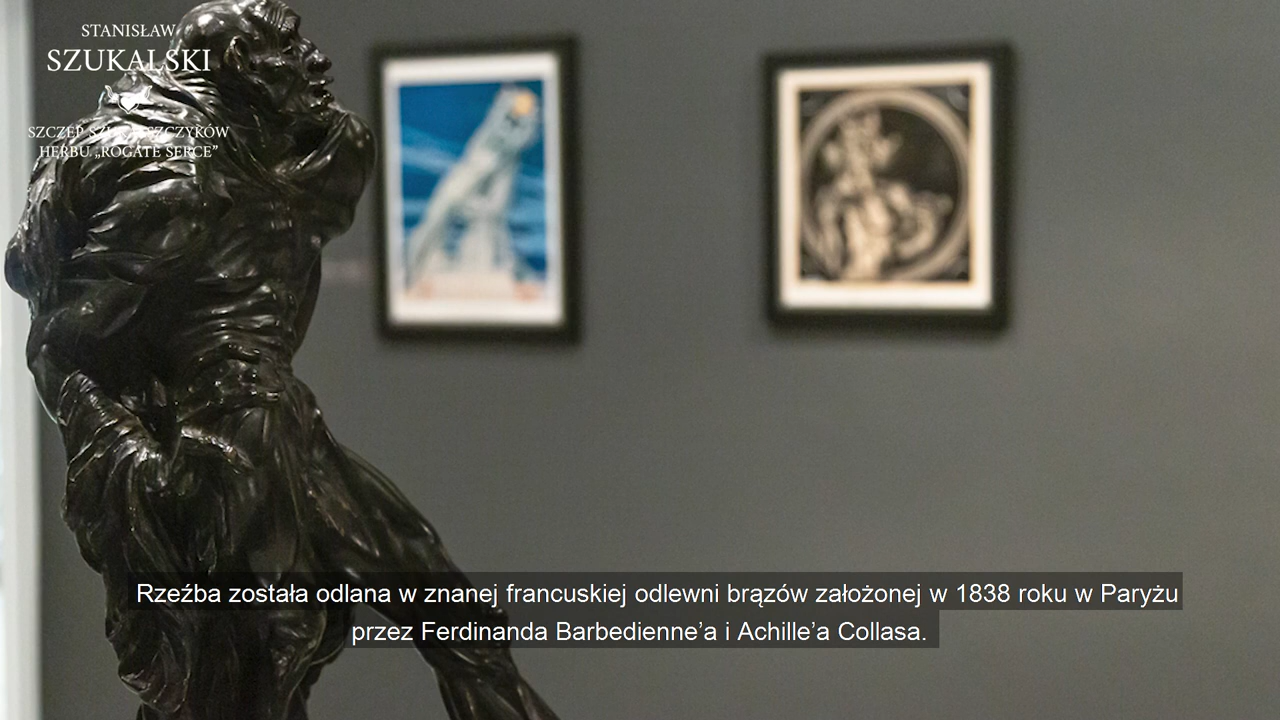 STANISŁAW
SZUKALSKI
SZCZEP SZUKALSZCZYKÓW
HERBU „ROGATE SERCE”
Rzeźba została odlana w znanej francuskiej odlewni brązów założonej w 1838 roku w Paryżu
przez Ferdinanda Barbedienne’a i Achille’a Collasa.